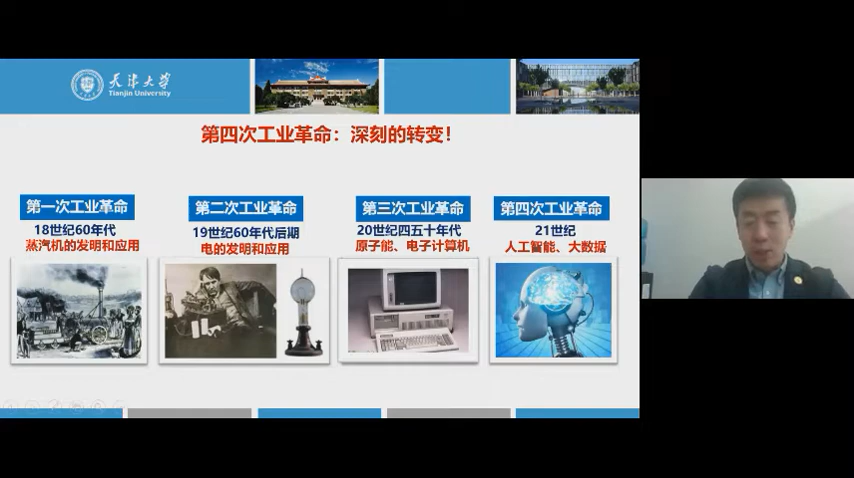 天津大学
Tianjin University
第四次工业革命：深刻的转变！
第一次工业革命
18世纪60年代
蒸汽机的发明和应用
第二次工业革命
19世纪60年代后期
电的发明和应用
第三次工业革命
20世纪四五十年代
原子能、电子计算机
第四次工业革命
21世纪
人工智能、大数据